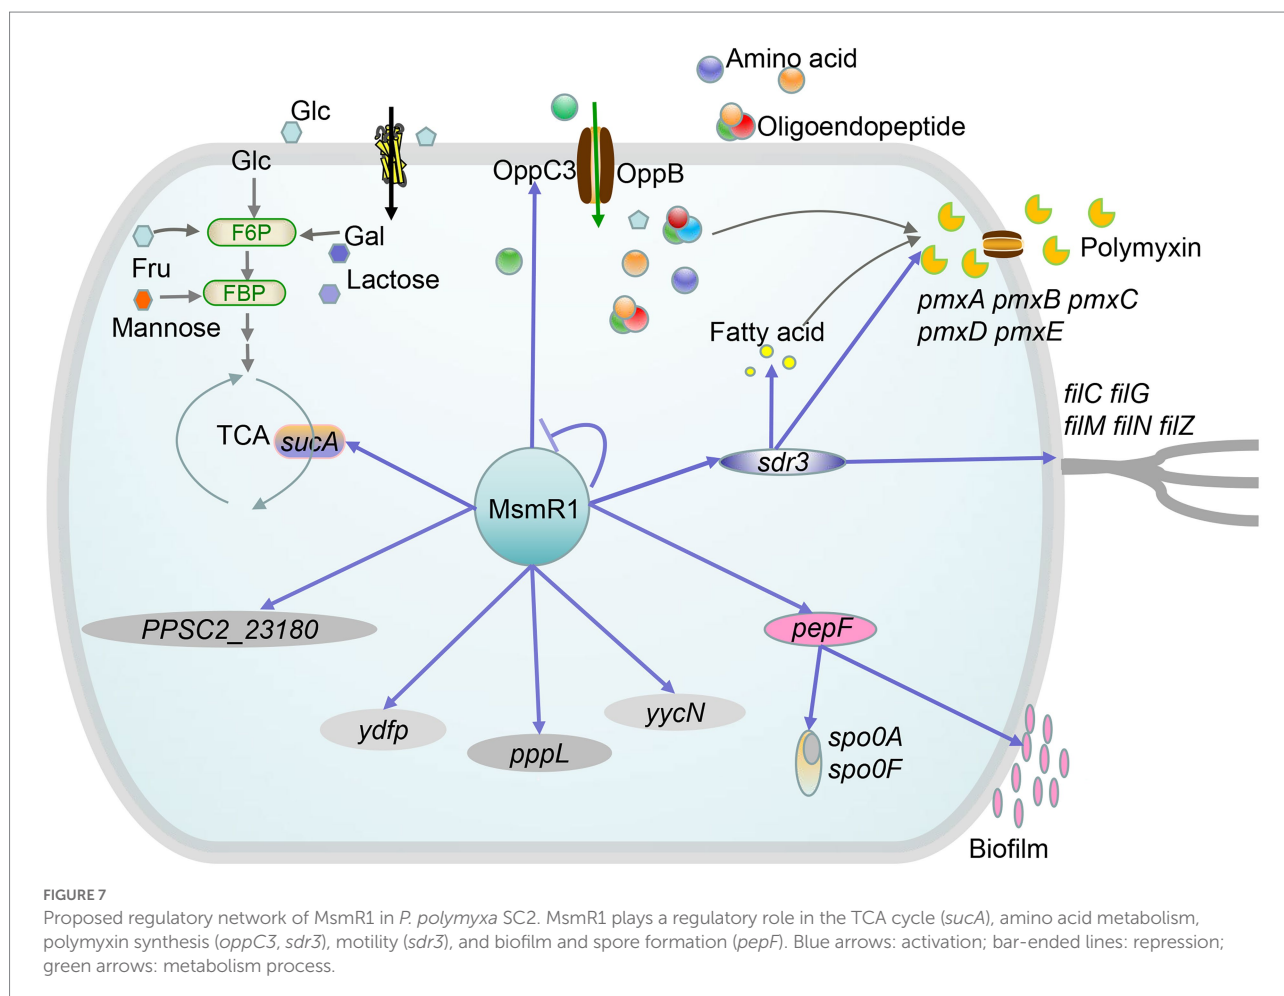 Amino acid
Glc
Oligoendopeptide
Glc
OppC3
OppB
F6P
Gal
Polymyxin
Fru
Lactose
FBP
pmxA pmxB pmxC
pmxD pmxE
Mannose
Fatty acid
filC filG
filM filN filZ
TCA
sucA
sdr3
MsmR1
PPSC2_23180
pepF
ydfp
yycN
pppL
spo0A
spo0F
Biofilm
FIGURE 7
Proposed regulatory network of MsmR1 in P. polymyxa SC2. MsmR1 plays a regulatory role in the TCA cycle (sucA), amino acid metabolism,
polymyxin synthesis (oppC3, sdr3), motility (sdr3), and biofilm and spore formation (pepF). Blue arrows: activation; bar-ended lines: repression;
green arrows: metabolism process.